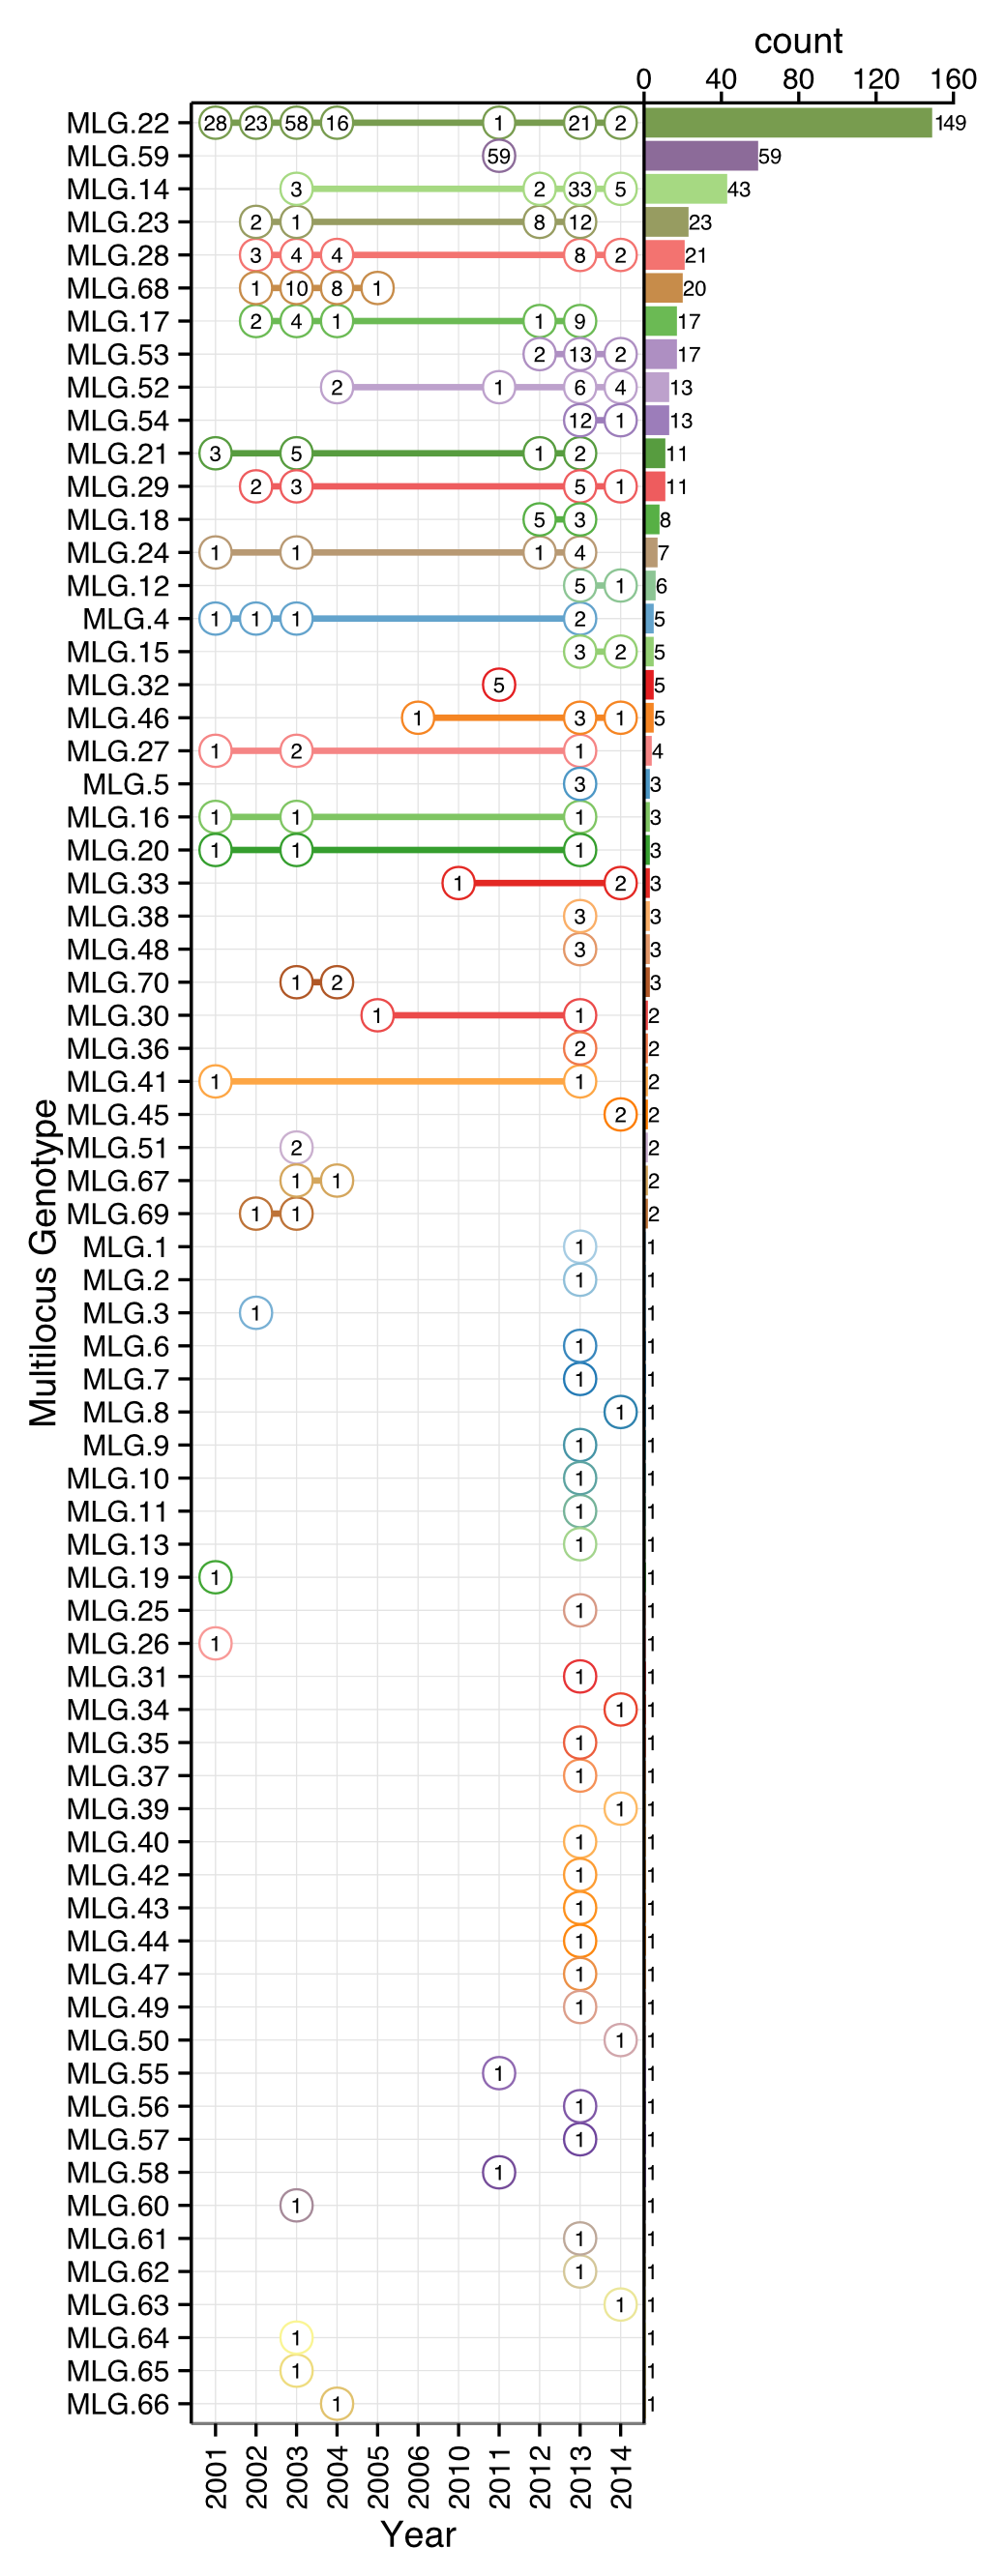 count
0 40 80 120 160
MLG.22 28 23 58 16 1 21 2 149
MLG.59 59 59
MLG.14 3 2 33 5 43
MLG.23 2 1 8 12 23
MLG.28 3 4 4 8 2 21
MLG.68 1 10 8 1 20
MLG.17 2 4 1 1 9 17
MLG.53 2 13 2 17
MLG.52 2 1 6 4 13
MLG.54 12 1 13
MLG.21 3 5 1 2 11
MLG.29 2 3 5 1 11
MLG.18 5 3 8
MLG.24 1 1 1 4 7
MLG.12 5 1 6
MLG.4 1 1 1 2 5
MLG.15 3 2 5
MLG.32 5 5
MLG.46 1 3 1 5
MLG.27 1 2 1 4
MLG.5 3 3
MLG.16 1 1 1 3
MLG.20 1 1 1 3
MLG.33 1 2 3
MLG.38 3 3
MLG.48 3 3
MLG.70 1 2 3
MLG.30 1 1 2
MLG.36 2 2
MLG.41 1 1 2
MLG.45 2 2
MLG.51 2 2
MLG.67 1 1 2
MLG.69 1 1 2
MLG.1 1 1
MLG.2 1 1
MLG.3 1 1
MLG.6 1 1
MLG.7 1 1
MLG.8 1 1
MLG.9 1 1
MLG.10 1 1
MLG.11 1 1
MLG.13 1 1
MLG.19 1 1
MLG.25 1 1
MLG.26 1 1
MLG.31 1 1
MLG.34 1 1
MLG.35 1 1
MLG.37 1 1
MLG.39 1 1
MLG.40 1 1
MLG.42 1 1
MLG.43 1 1
MLG.44 1 1
MLG.47 1 1
MLG.49 1 1
MLG.50 1 1
MLG.55 1 1
MLG.56 1 1
MLG.57 1 1
MLG.58 1 1
MLG.60 1 1
MLG.61 1 1
MLG.62 1 1
MLG.63 1 1
MLG.64 1 1
MLG.65 1 1
MLG.66 1 1
Multilocus Genotype
2001 2002 2003 2004 2005 2006 2010 2011 2012 2013 2014
Year